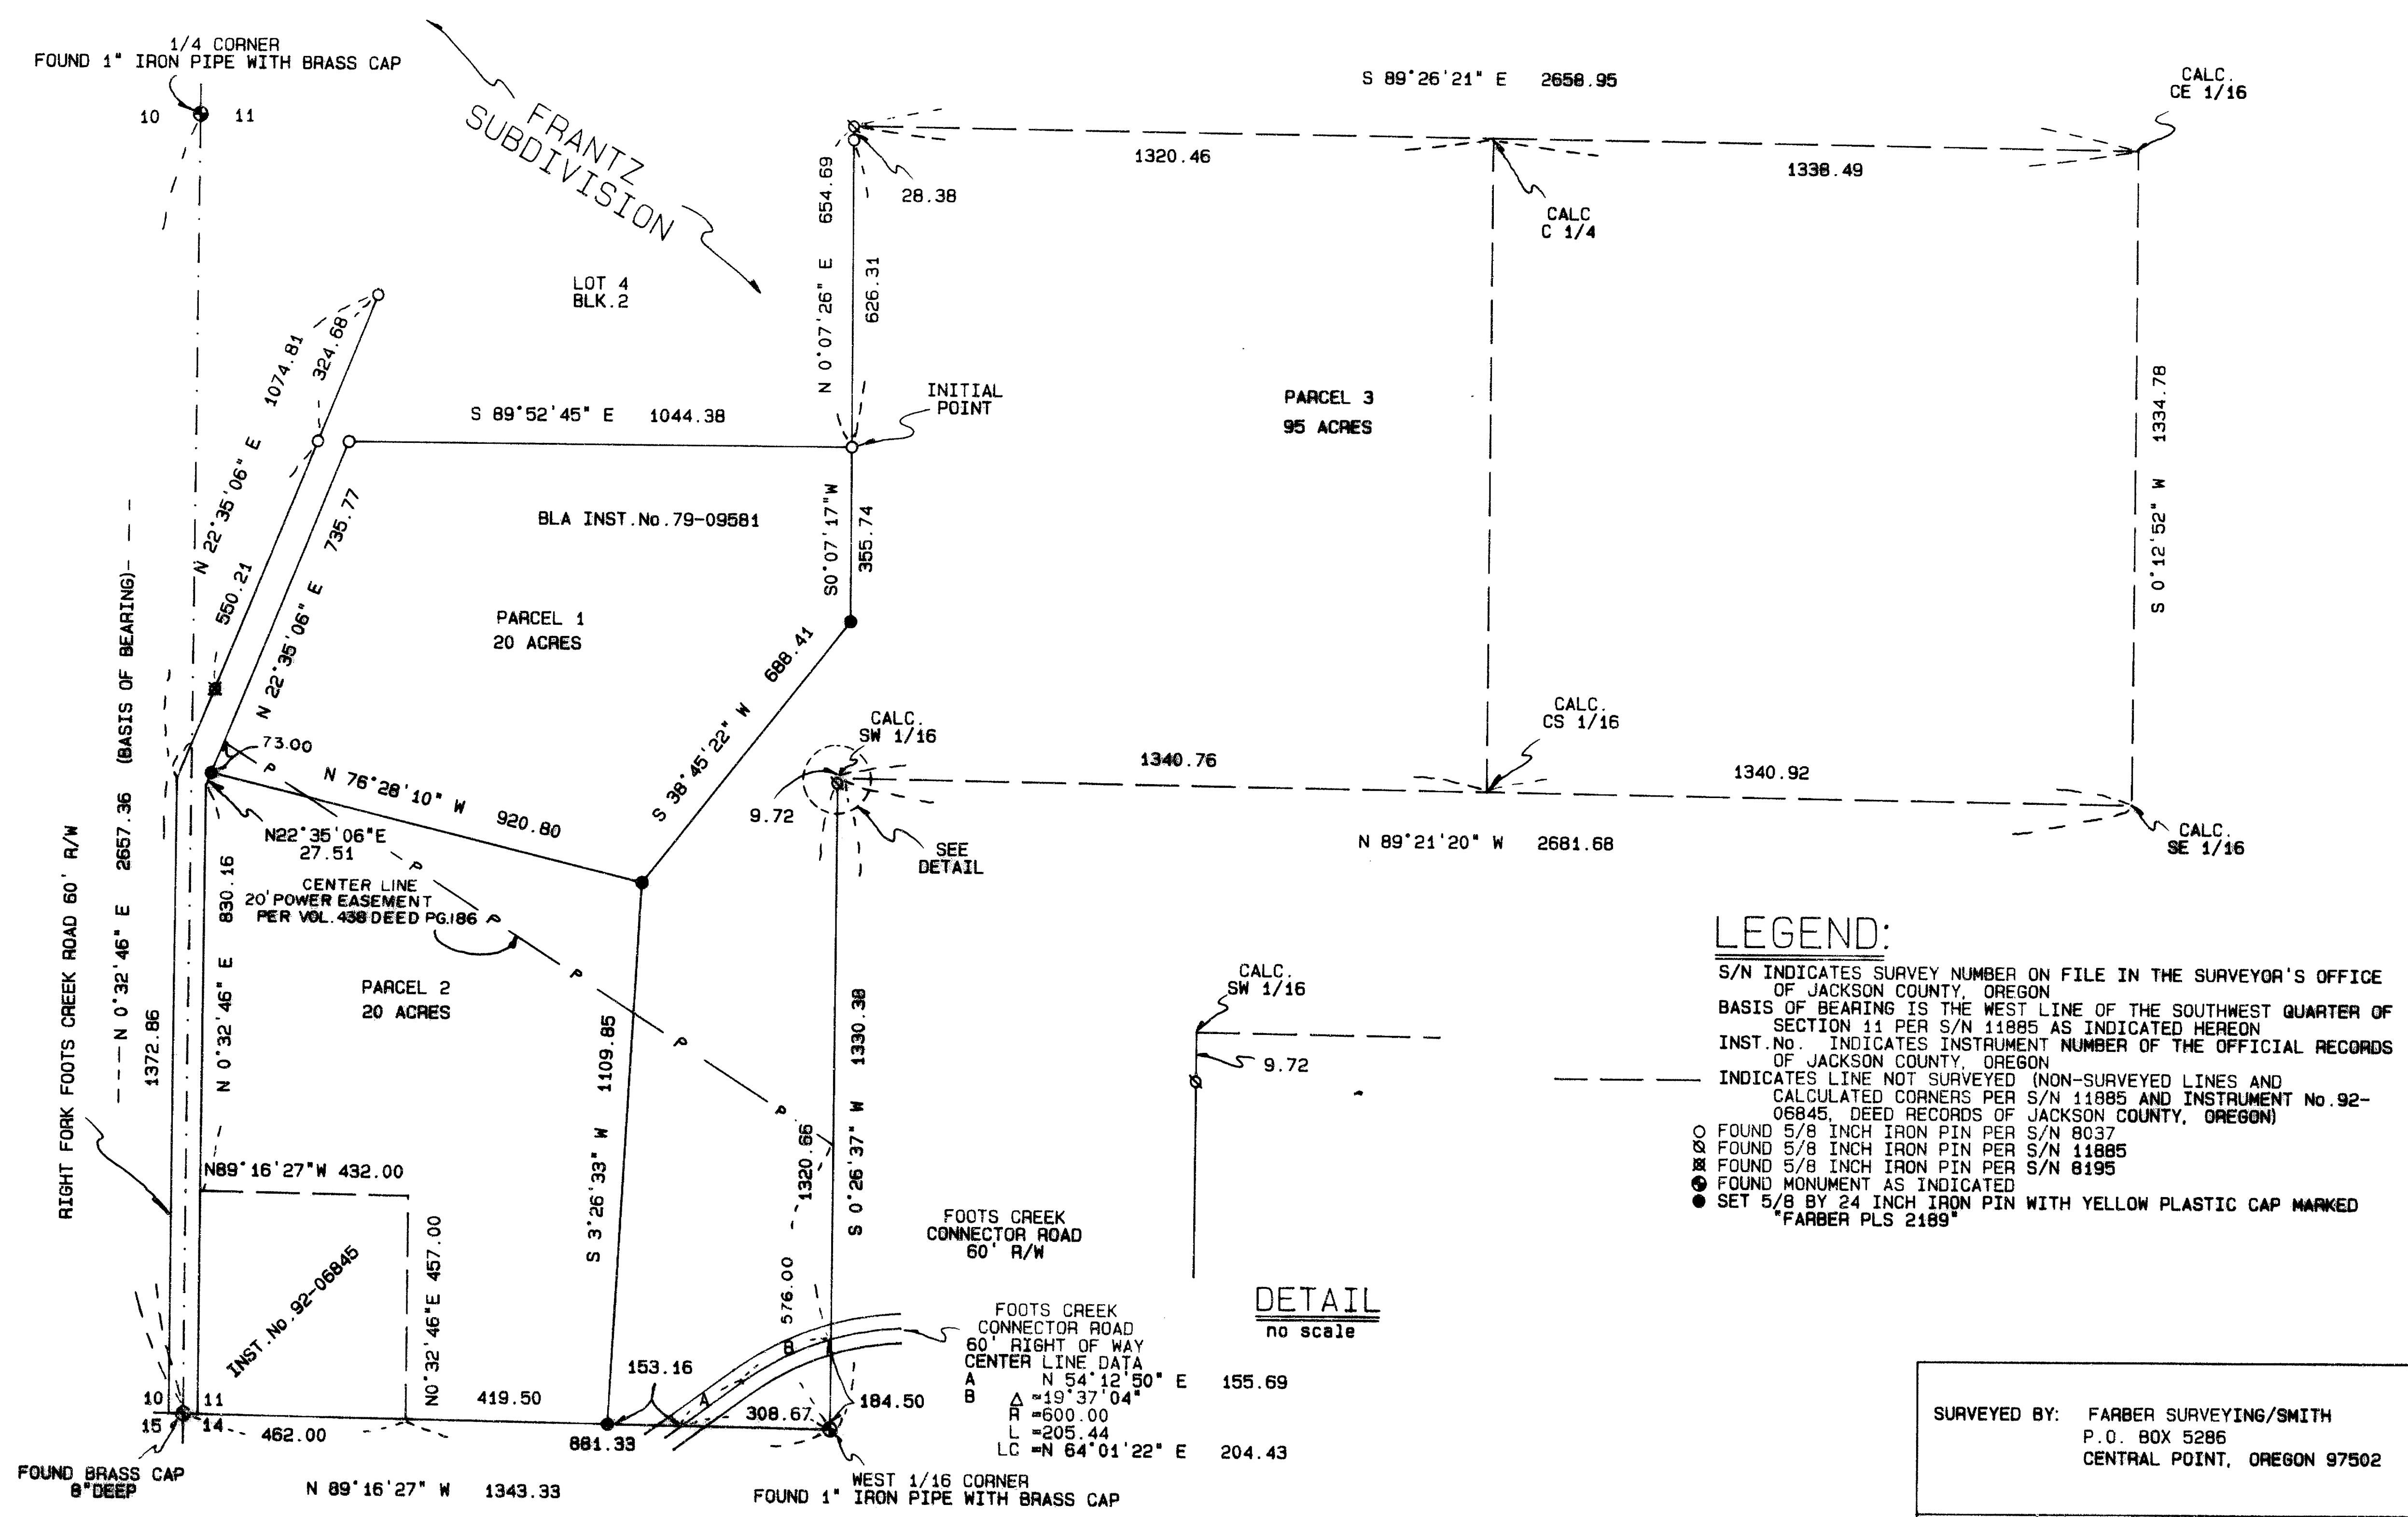 1/4 CORNER
FOUND 1" IRON PIPE WITH BRASS CAP
10
11
FRANTZ
SUBDIVISION
S 89°26'21" E 2658.95
CALC.
CE 1/16
1320.46
1338.49
28.38
CALC
C 1/4
N 0°07'26" E 654.69
626.31
LOT 4
BLK.2
N 22°35'06" E 1074.81
324.68
S 89°52'45" E 1044.38
INITIAL
POINT
PARCEL 3
95 ACRES
S 0°12'52" W 1334.78
550.21
N 22°35'06" E 735.77
BLA INST.No.79-09581
S0°07'17"W
355.74
PARCEL 1
20 ACRES
S 38°45'22" W 688.41
73.00
P
N 76°28'10" W 920.80
CALC.
SW 1/16
9.72
SEE
DETAIL
1340.76
CALC.
CS 1/16
1340.92
N 89°21'20" W 2681.68
CALC.
SE 1/16
N22°35'06"E
27.51
P
CENTER LINE
20' POWER EASEMENT
PER VOL. 438 DEED PG.186
P
P
P
P
P
RIGHT FORK FOOTS CREEK ROAD 60' R/W
N 0°32'46" E 2657.36 (BASIS OF BEARING)
1372.86
N 0°32'46" E 830.16
PARCEL 2
20 ACRES
S 3°26'33" W 1109.85
1320.66
S 0°26'37" W 1330.38
N89°16'27"W 432.00
N0°32'46"E 457.00
INST.No.92-06845
576.00
FOOTS CREEK
CONNECTOR ROAD
60' R/W
FOOTS CREEK
CONNECTOR ROAD
60' RIGHT OF WAY
CENTER LINE DATA
A N 54°12'50" E 155.69
B Δ =19°37'04"
R =600.00
L =205.44
LC =N 64°01'22" E 204.43
B
A
153.16
184.50
308.67
10
11
15
14
419.50
462.00
881.33
FOUND BRASS CAP
8"DEEP
N 89°16'27" W 1343.33
WEST 1/16 CORNER
FOUND 1" IRON PIPE WITH BRASS CAP
CALC.
SW 1/16
9.72
DETAIL
no scale
LEGEND:
S/N INDICATES SURVEY NUMBER ON FILE IN THE SURVEYOR'S OFFICE
OF JACKSON COUNTY, OREGON
BASIS OF BEARING IS THE WEST LINE OF THE SOUTHWEST QUARTER OF
SECTION 11 PER S/N 11885 AS INDICATED HEREON
INST.No. INDICATES INSTRUMENT NUMBER OF THE OFFICIAL RECORDS
OF JACKSON COUNTY, OREGON
INDICATES LINE NOT SURVEYED (NON-SURVEYED LINES AND
CALCULATED CORNERS PER S/N 11885 AND INSTRUMENT No.92-
06845, DEED RECORDS OF JACKSON COUNTY, OREGON)
FOUND 5/8 INCH IRON PIN PER S/N 8037
FOUND 5/8 INCH IRON PIN PER S/N 11885
FOUND 5/8 INCH IRON PIN PER S/N 8195
FOUND MONUMENT AS INDICATED
SET 5/8 BY 24 INCH IRON PIN WITH YELLOW PLASTIC CAP MARKED
"FARBER PLS 2189"
SURVEYED BY: FARBER SURVEYING/SMITH
P.O. BOX 5286
CENTRAL POINT, OREGON 97502